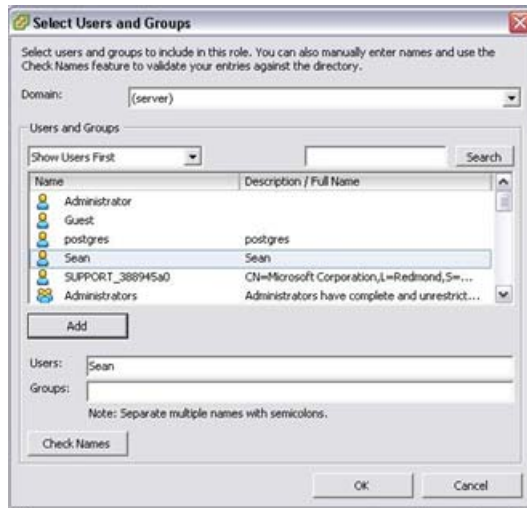 Select Users and Groups
Select users and groups to include in this role. You can also manually enter names and use the
Check Names feature to validate your entries against the directory.
Domain: (server)
Users and Groups
Show Users First Search
Name Description / Full Name
Administrator
Guest
postgres postgres
Sean Sean
SUPPORT_388945a0 CN=Microsoft Corporation,L=Redmond,S=...
Administrators Administrators have complete and unrestrict...
Add
Users: Sean
Groups:
Note: Separate multiple names with semicolons.
Check Names
OK Cancel